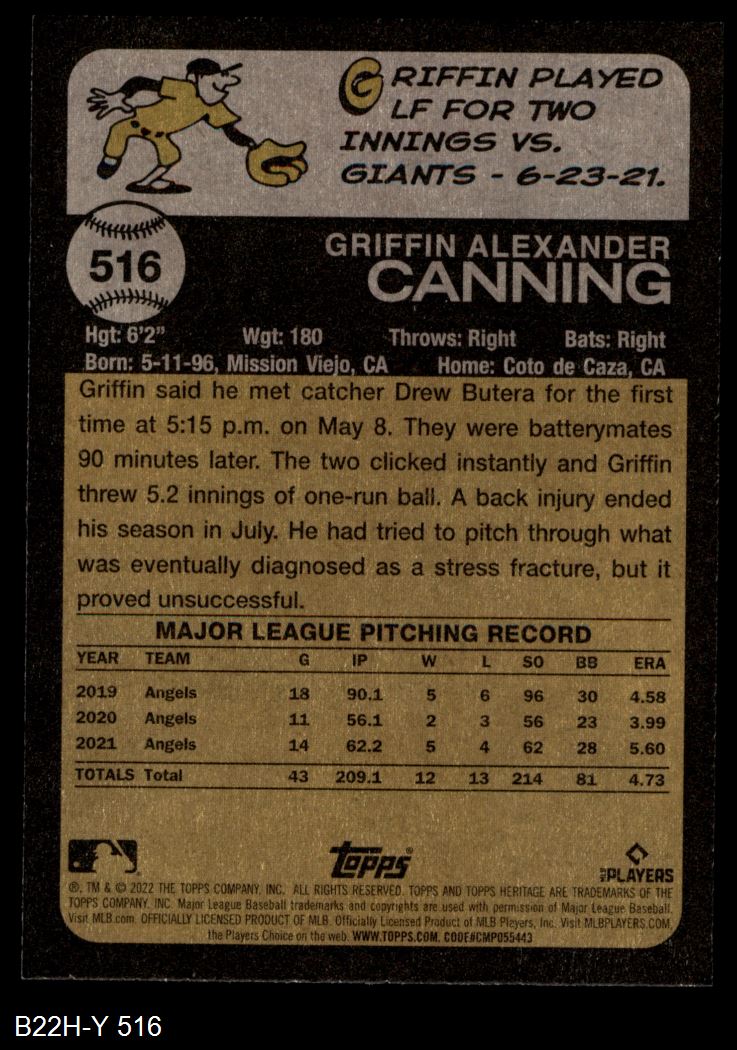 GRIFFIN PLAYED
LF FOR TWO
INNINGS VS.
GIANTS - 6-23-21.
516
GRIFFIN ALEXANDER
CANNING
Hgt: 6'2" Wgt: 180 Throws: Right Bats: Right
Born: 5-11-96, Mission Viejo, CA Home: Coto de Caza, CA
Griffin said he met catcher Drew Butera for the first
time at 5:15 p.m. on May 8. They were batterymates
90 minutes later. The two clicked instantly and Griffin
threw 5.2 innings of one-run ball. A back injury ended
his season in July. He had tried to pitch through what
was eventually diagnosed as a stress fracture, but it
proved unsuccessful.
MAJOR LEAGUE PITCHING RECORD
YEAR TEAM G IP W L SO BB ERA
2019 Angels 18 90.1 5 6 96 30 4.58
2020 Angels 11 56.1 2 3 56 23 3.99
2021 Angels 14 62.2 5 4 62 28 5.60
TOTALS Total 43 209.1 12 13 214 81 4.73
Topps®
MLB PLAYERS
®, TM & © 2022 THE TOPPS COMPANY, INC. ALL RIGHTS RESERVED. TOPPS AND TOPPS HERITAGE ARE TRADEMARKS OF THE
TOPPS COMPANY, INC. Major League Baseball trademarks and copyrights are used with permission of Major League Baseball.
Visit MLB.com. OFFICIALLY LICENSED PRODUCT OF MLB. Officially Licensed Product of MLB Players, Inc. Visit MLBPLAYERS.COM,
the Players Choice on the web. WWW.TOPPS.COM. CODE#CMP055443
B22H-Y 516